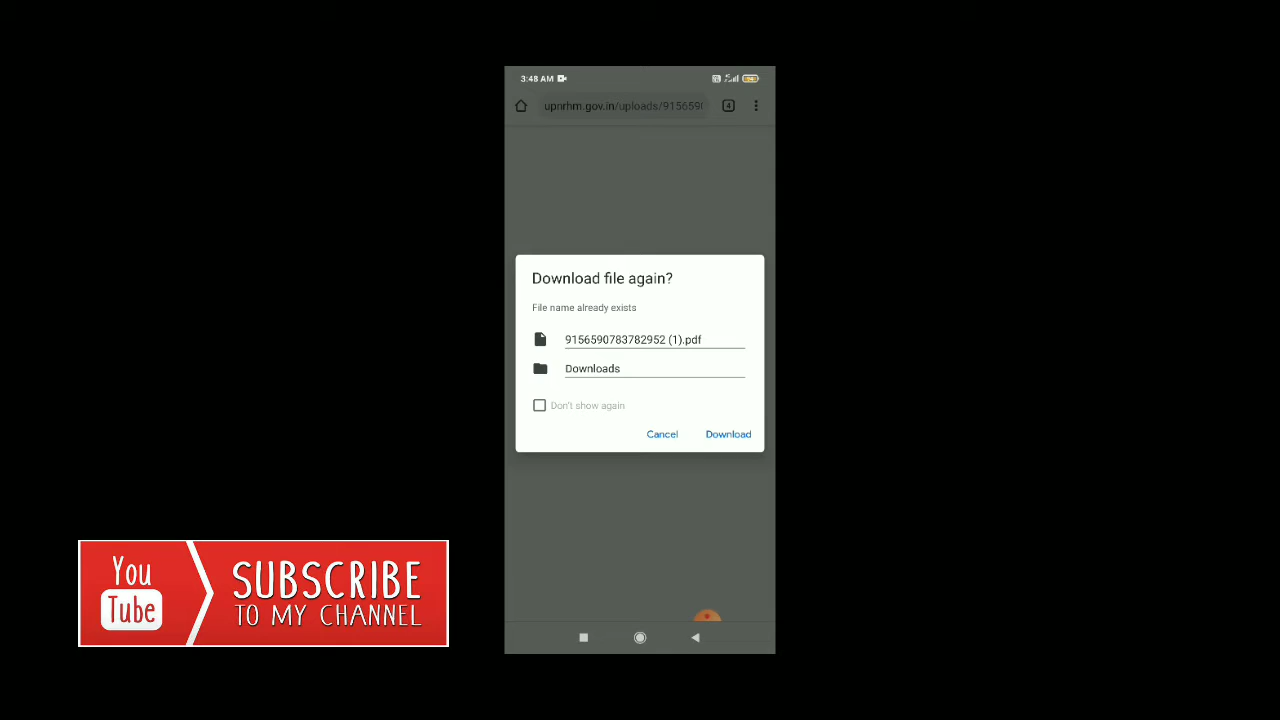 3:48 AM
upnrhm.gov.in/uploads/915659
4
Download file again?
File name already exists
9156590783782952 (1).pdf
Downloads
Don't show again
Cancel Download
You
Tube
SUBSCRIBE
TO MY CHANNEL